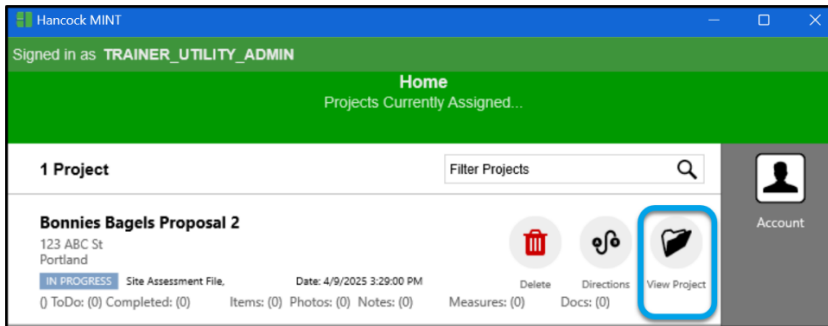 Hancock MINT
Signed in as TRAINER_UTILITY_ADMIN
Home
Projects Currently Assigned...
1 Project
Filter Projects
Account
Bonnies Bagels Proposal 2
123 ABC St
Portland
IN PROGRESS Site Assessment File, Date: 4/9/2025 3:29:00 PM
Delete Directions View Project
() ToDo: (0) Completed: (0) Items: (0) Photos: (0) Notes: (0) Measures: (0) Docs: (0)